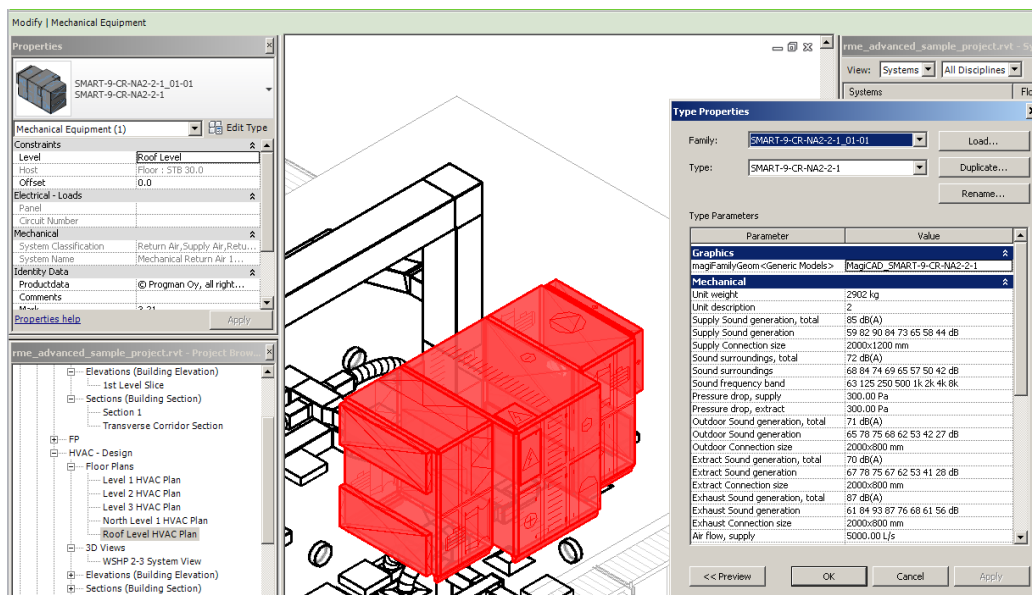 Modify | Mechanical Equipment
Properties
SMART-9-CR-NA2-2-1_01-01
SMART-9-CR-NA2-2-1
Mechanical Equipment (1)
Edit Type
Constraints
Level Roof Level
Host Floor : STB 30.0
Offset 0.0
Electrical - Loads
Panel
Circuit Number
Mechanical
System Classification Return Air,Supply Air,Retu...
System Name Mechanical Return Air 1...
Identity Data
Productdata © Progman Oy, all right...
Comments
Mark 3.21
Properties help
Apply
rme_advanced_sample_project.rvt - Project Brow...
Elevations (Building Elevation)
1st Level Slice
Sections (Building Section)
Section 1
Transverse Corridor Section
FP
HVAC - Design
Floor Plans
Level 1 HVAC Plan
Level 2 HVAC Plan
Level 3 HVAC Plan
North Level 1 HVAC Plan
Roof Level HVAC Plan
3D Views
WSHP 2-3 System View
Elevations (Building Elevation)
Sections (Building Section)
rme_advanced_sample_project.rvt - Sy
View: Systems All Disciplines
Systems Flo
Type Properties
Family: SMART-9-CR-NA2-2-1_01-01 Load...
Type: SMART-9-CR-NA2-2-1 Duplicate...
Rename...
Type Parameters
Parameter Value
Graphics
magiFamilyGeom<Generic Models> MagiCAD_SMART-9-CR-NA2-2-1
Mechanical
Unit weight 2902 kg
Unit description 2
Supply Sound generation, total 85 dB(A)
Supply Sound generation 59 82 90 84 73 65 58 44 dB
Supply Connection size 2000x1200 mm
Sound surroundings, total 72 dB(A)
Sound surroundings 68 84 74 69 65 57 50 42 dB
Sound frequency band 63 125 250 500 1k 2k 4k 8k
Pressure drop, supply 300.00 Pa
Pressure drop, extract 300.00 Pa
Outdoor Sound generation, total 71 dB(A)
Outdoor Sound generation 65 78 75 68 62 53 42 27 dB
Outdoor Connection size 2000x800 mm
Extract Sound generation, total 70 dB(A)
Extract Sound generation 67 78 75 67 62 53 41 28 dB
Extract Connection size 2000x800 mm
Exhaust Sound generation, total 87 dB(A)
Exhaust Sound generation 61 84 93 87 76 68 61 56 dB
Exhaust Connection size 2000x800 mm
Air flow, supply 5000.00 L/s
<< Preview OK Cancel Apply